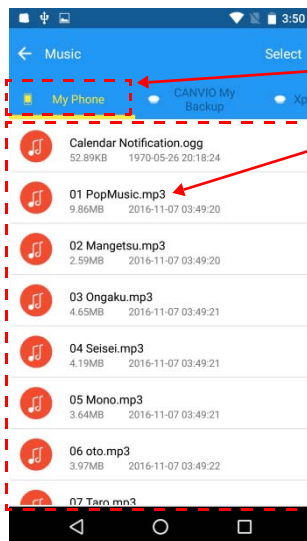 3:50
Music
Select
My Phone
CANVIO My
Backup
Xp
Calendar Notification.ogg
52.89KB 1970-05-26 20:18:24
01 PopMusic.mp3
9.86MB 2016-11-07 03:49:20
02 Mangetsu.mp3
2.59MB 2016-11-07 03:49:20
03 Ongaku.mp3
4.65MB 2016-11-07 03:49:21
04 Seisei.mp3
4.19MB 2016-11-07 03:49:21
05 Mono.mp3
3.64MB 2016-11-07 03:49:21
06 oto.mp3
3.97MB 2016-11-07 03:49:22
07 Taro.mp3